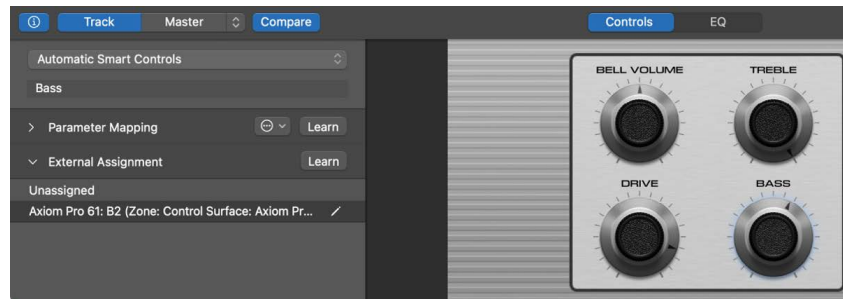 Track Master Compare
Controls EQ
Automatic Smart Controls
Bass
Parameter Mapping Learn
External Assignment Learn
Unassigned
Axiom Pro 61: B2 (Zone: Control Surface: Axiom Pr...
BELL VOLUME TREBLE
DRIVE BASS